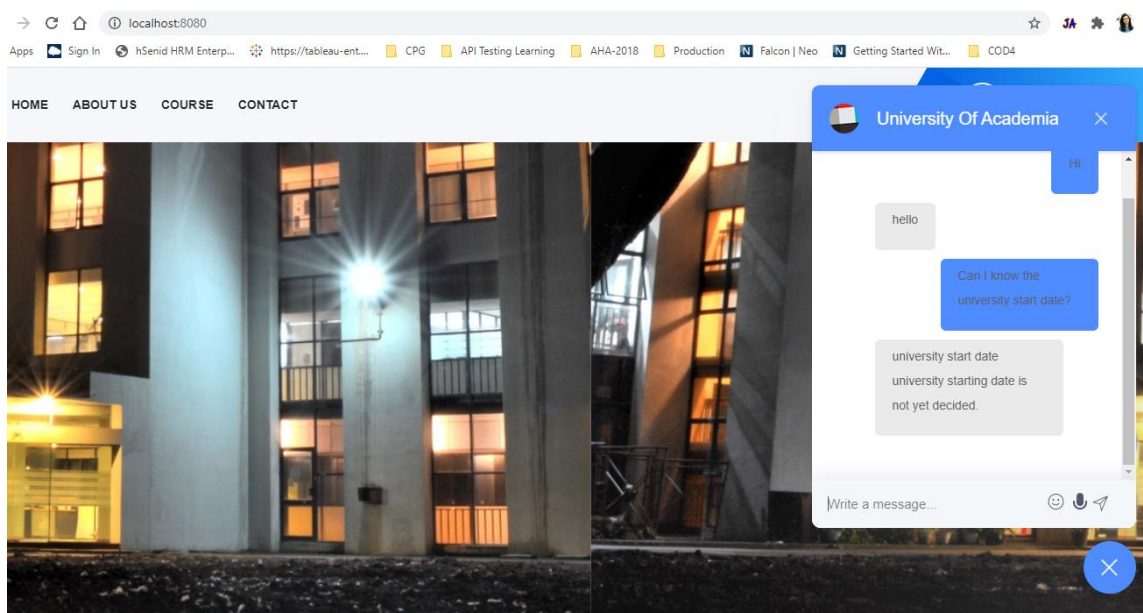 localhost:8080
JA
Apps Sign In hSenid HRM Enterp... https://tableau-ent... CPG API Testing Learning AHA-2018 Production Falcon | Neo Getting Started Wit... COD4
HOME ABOUT US COURSE CONTACT
University Of Academia
Hi
hello
Can I know the
university start date?
university start date
university starting date is
not yet decided.
Write a message...